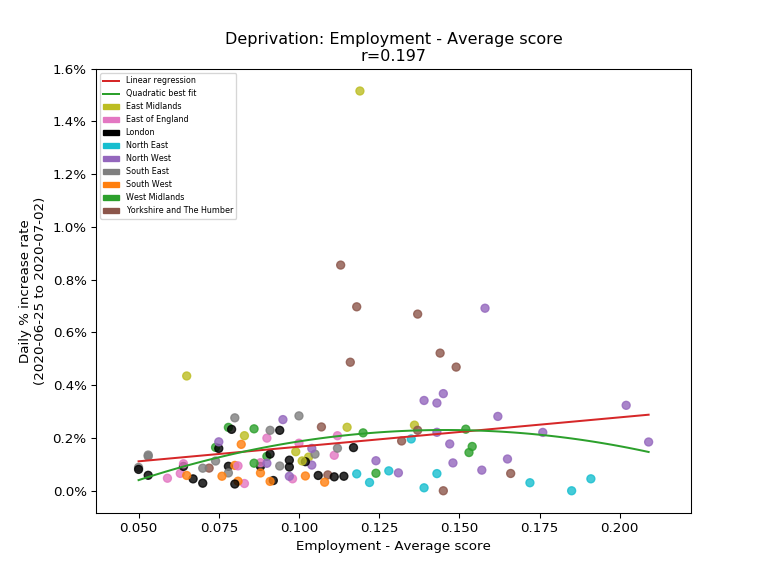 Deprivation: Employment - Average score
r=0.197
Linear regression
Quadratic best fit
East Midlands
East of England
London
North East
North West
South East
South West
West Midlands
Yorkshire and The Humber
1.6%
1.4%
1.2%
1.0%
0.8%
0.6%
0.4%
0.2%
0.0%
Daily % increase rate
(2020-06-25 to 2020-07-02)
0.050
0.075
0.100
0.125
0.150
0.175
0.200
Employment - Average score